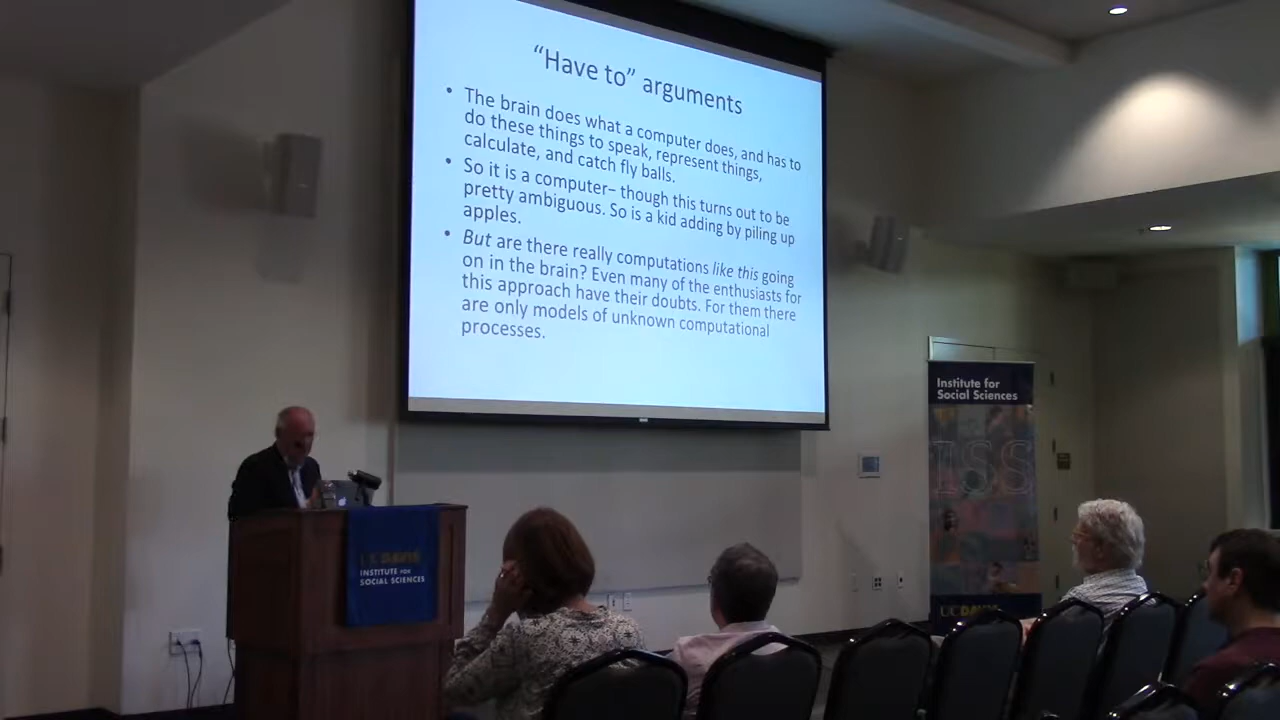 “Have to” arguments
• The brain does what a computer does, and has to
do these things to speak, represent things,
calculate, and catch fly balls.
• So it is a computer– though this turns out to be
pretty ambiguous. So is a kid adding by piling up
apples.
• But are there really computations like this going
on in the brain? Even many of the enthusiasts for
this approach have their doubts. For them there
are only models of unknown computational
processes.
Institute for
Social Sciences
ISS
UC DAVIS
UC DAVIS
INSTITUTE FOR
SOCIAL SCIENCES